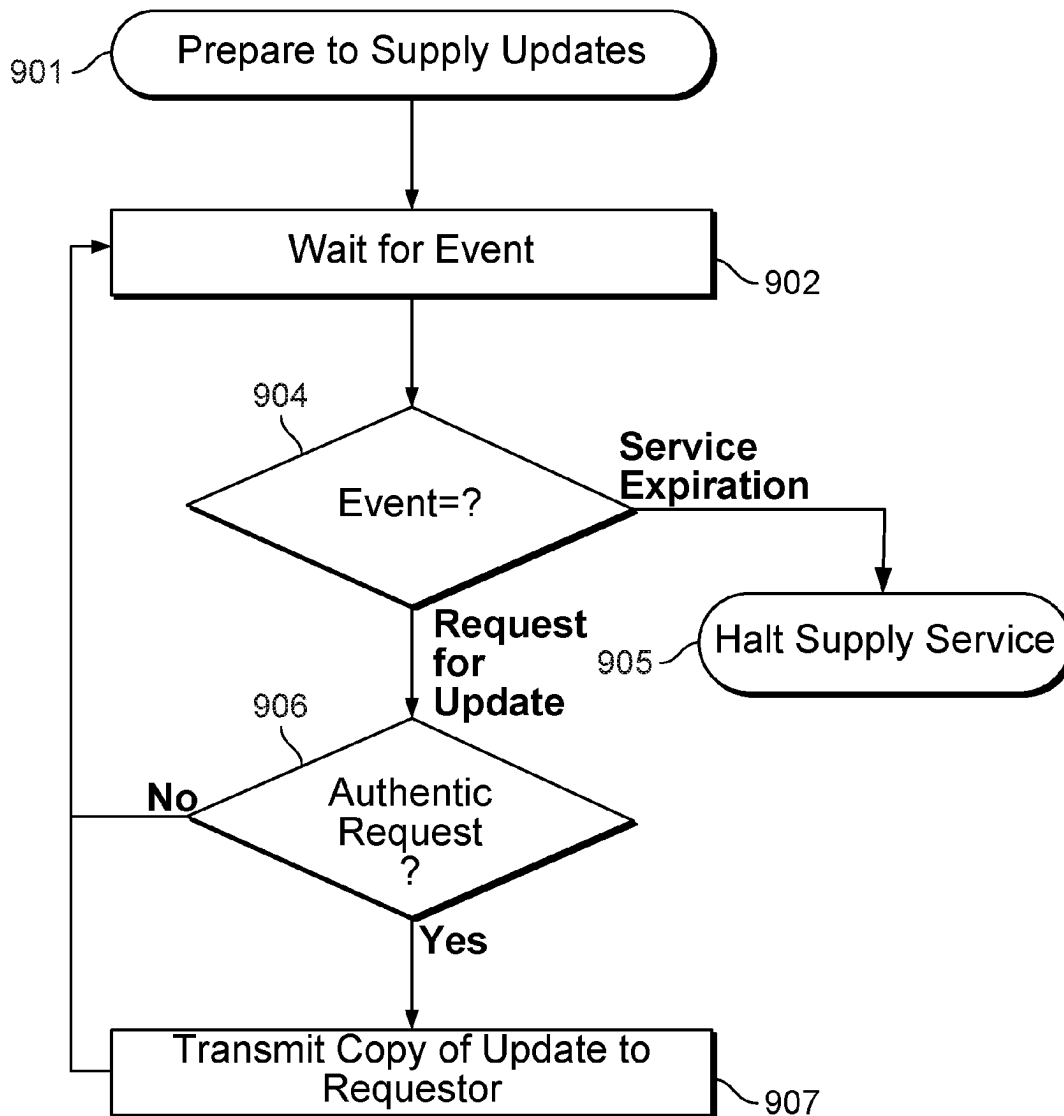 Prepare to Supply Updates
901
Wait for Event
902
904
Event=?
Service
Expiration
Request
for
Update
Halt Supply Service
905
906
No
Authentic
Request
?
Yes
Transmit Copy of Update to
Requestor
907